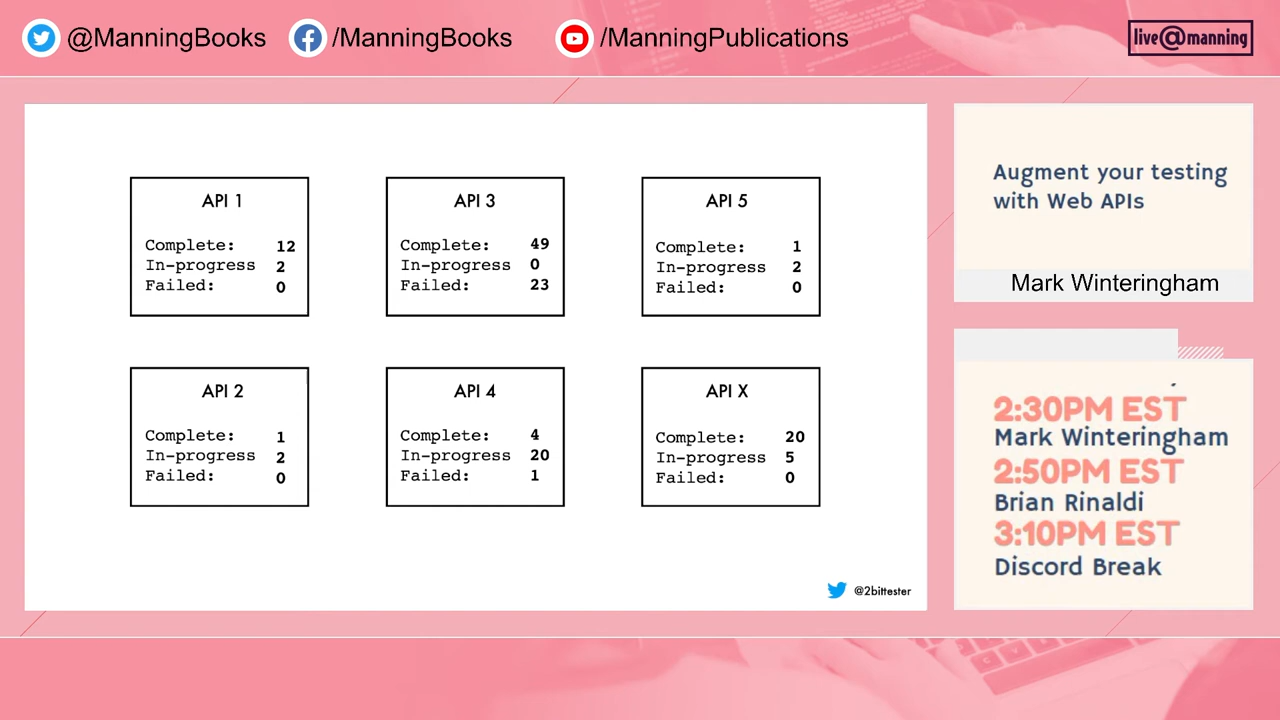 @ManningBooks /ManningBooks /ManningPublications live@manning
API 1
Complete: 12
In-progress 2
Failed: 0
API 3
Complete: 49
In-progress 0
Failed: 23
API 5
Complete: 1
In-progress 2
Failed: 0
API 2
Complete: 1
In-progress 2
Failed: 0
API 4
Complete: 4
In-progress 20
Failed: 1
API X
Complete: 20
In-progress 5
Failed: 0
@2bittester
Augment your testing
with Web APIs
Mark Winteringham
2:30PM EST
Mark Winteringham
2:50PM EST
Brian Rinaldi
3:10PM EST
Discord Break